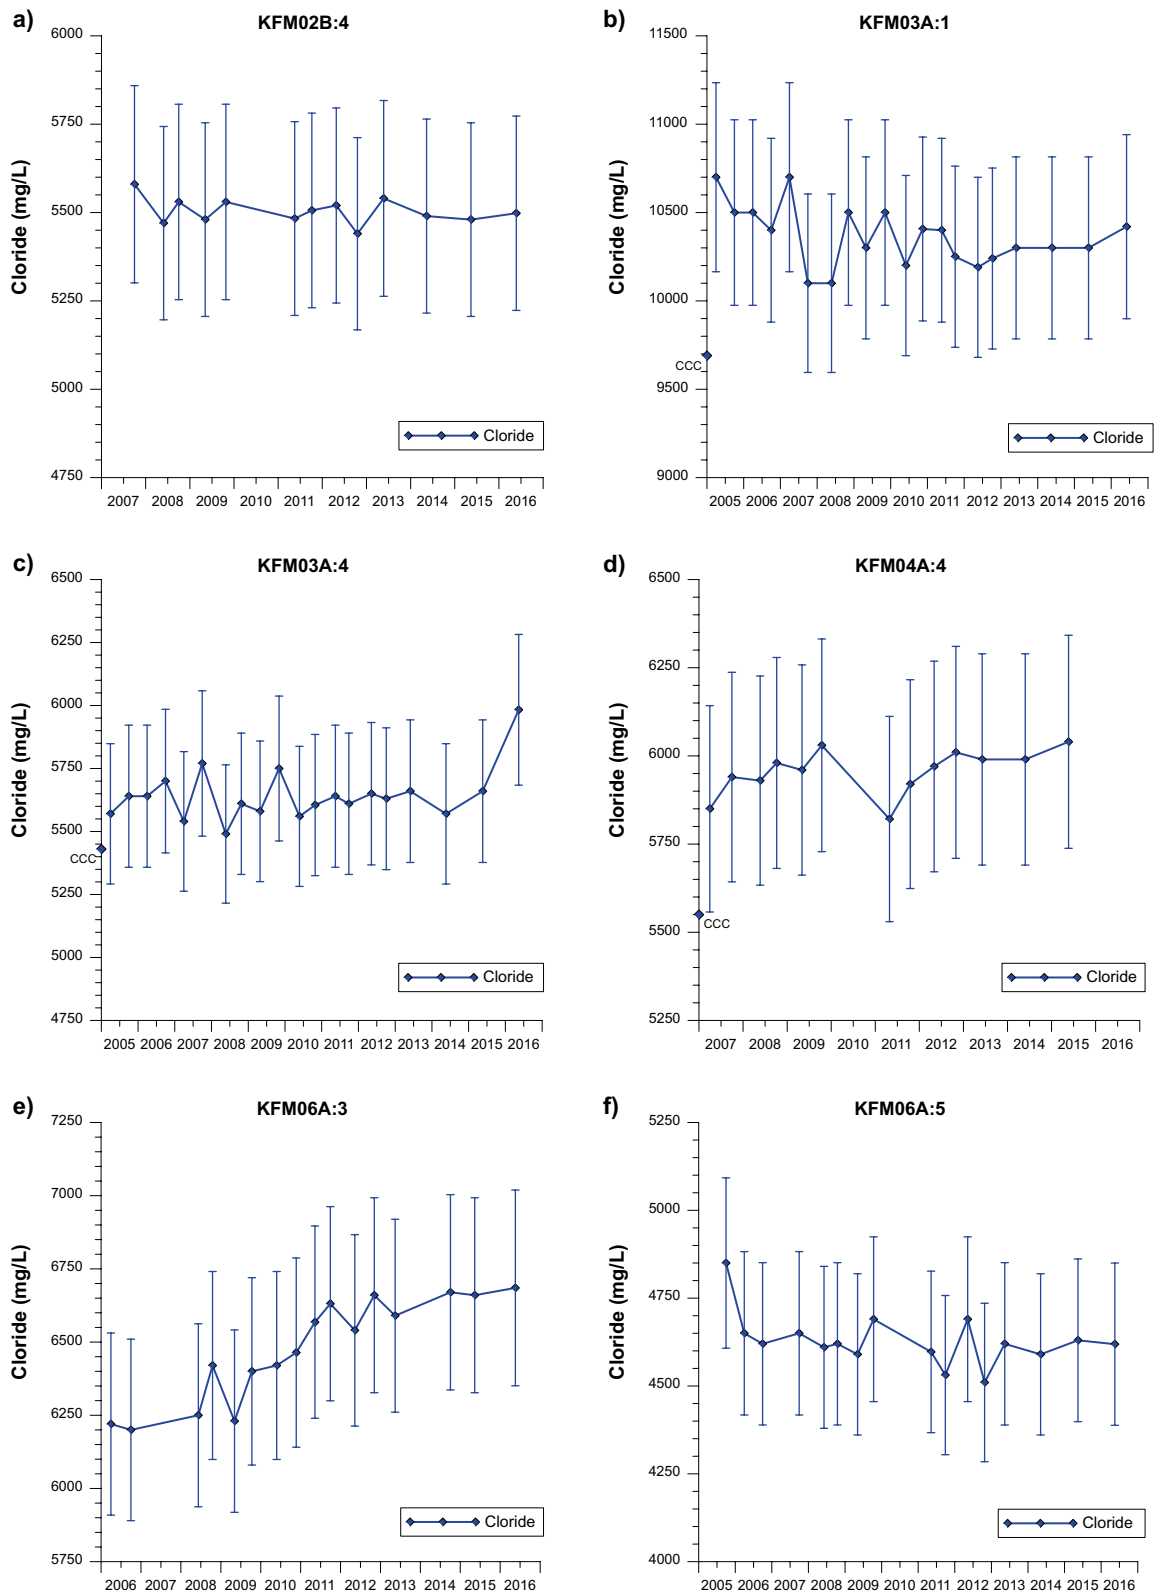 a) KFM02B:4
6000
5750
5500
5250
5000
4750
Cloride (mg/L)
Cloride
2007 2008 2009 2010 2011 2012 2013 2014 2015 2016
b) KFM03A:1
11500
11000
10500
10000
9500
9000
Cloride (mg/L)
CCC
Cloride
2005 2006 2007 2008 2009 2010 2011 2012 2013 2014 2015 2016
c) KFM03A:4
6500
6250
6000
5750
5500
5250
5000
4750
Cloride (mg/L)
CCC
Cloride
2005 2006 2007 2008 2009 2010 2011 2012 2013 2014 2015 2016
d) KFM04A:4
6500
6250
6000
5750
5500
5250
Cloride (mg/L)
CCC
Cloride
2007 2008 2009 2010 2011 2012 2013 2014 2015 2016
e) KFM06A:3
7250
7000
6750
6500
6250
6000
5750
Cloride (mg/L)
Cloride
2006 2007 2008 2009 2010 2011 2012 2013 2014 2015 2016
f) KFM06A:5
5250
5000
4750
4500
4250
4000
Cloride (mg/L)
Cloride
2005 2006 2007 2008 2009 2010 2011 2012 2013 2014 2015 2016